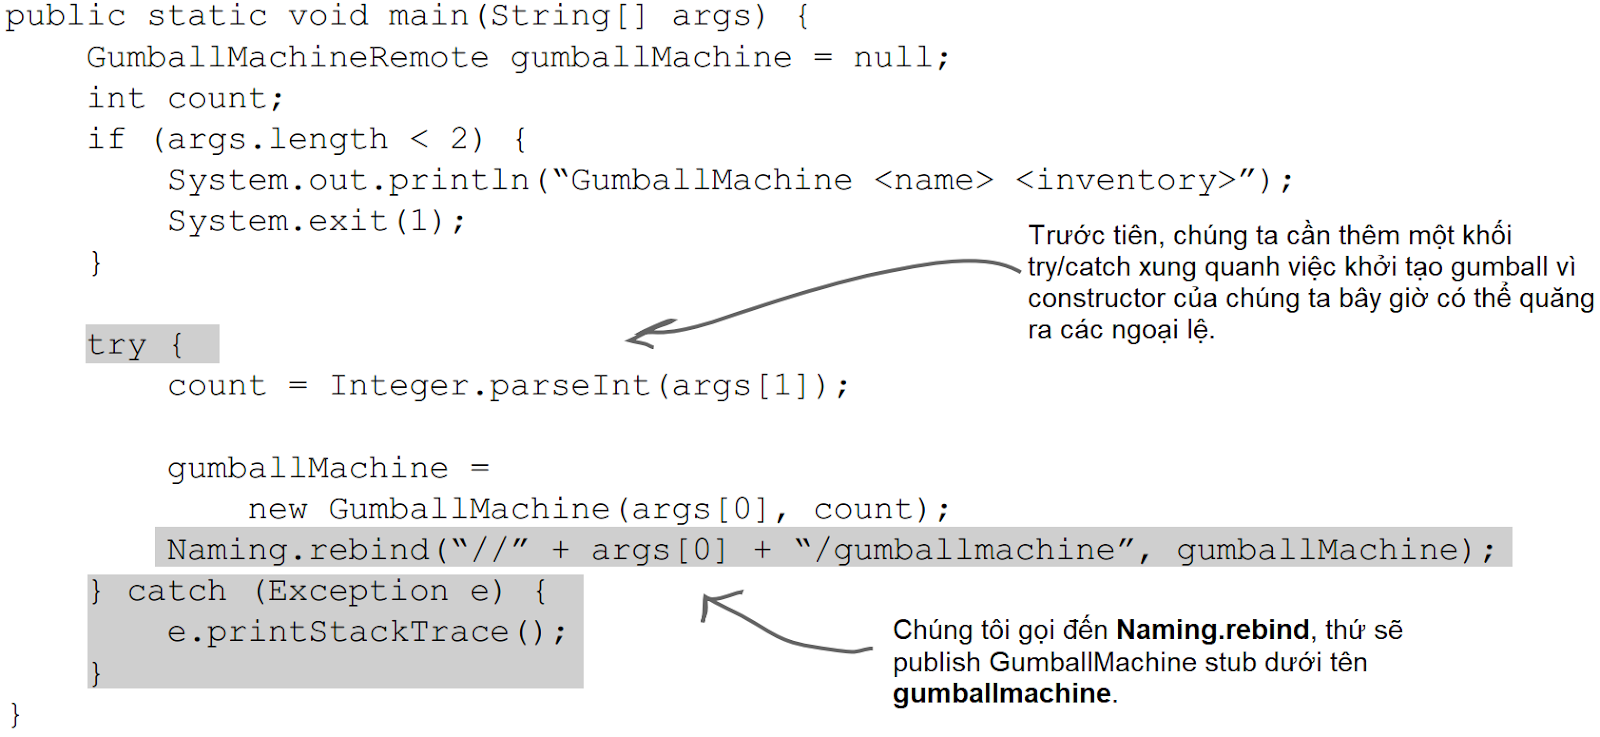 public static void main(String[] args) {
GumballMachineRemote gumballMachine = null;
int count;
if (args.length < 2) {
System.out.println(“GumballMachine <name> <inventory>”);
System.exit(1);
}
Trước tiên, chúng ta cần thêm một khối
try/catch xung quanh việc khởi tạo gumball vì
constructor của chúng ta bây giờ có thể quăng
ra các ngoại lệ.
try {
count = Integer.parseInt(args[1]);
gumballMachine =
new GumballMachine(args[0], count);
Naming.rebind(“//” + args[0] + “/gumballmachine”, gumballMachine);
} catch (Exception e) {
e.printStackTrace();
}
Chúng tôi gọi đến Naming.rebind, thứ sẽ
publish GumballMachine stub dưới tên
gumballmachine.
}